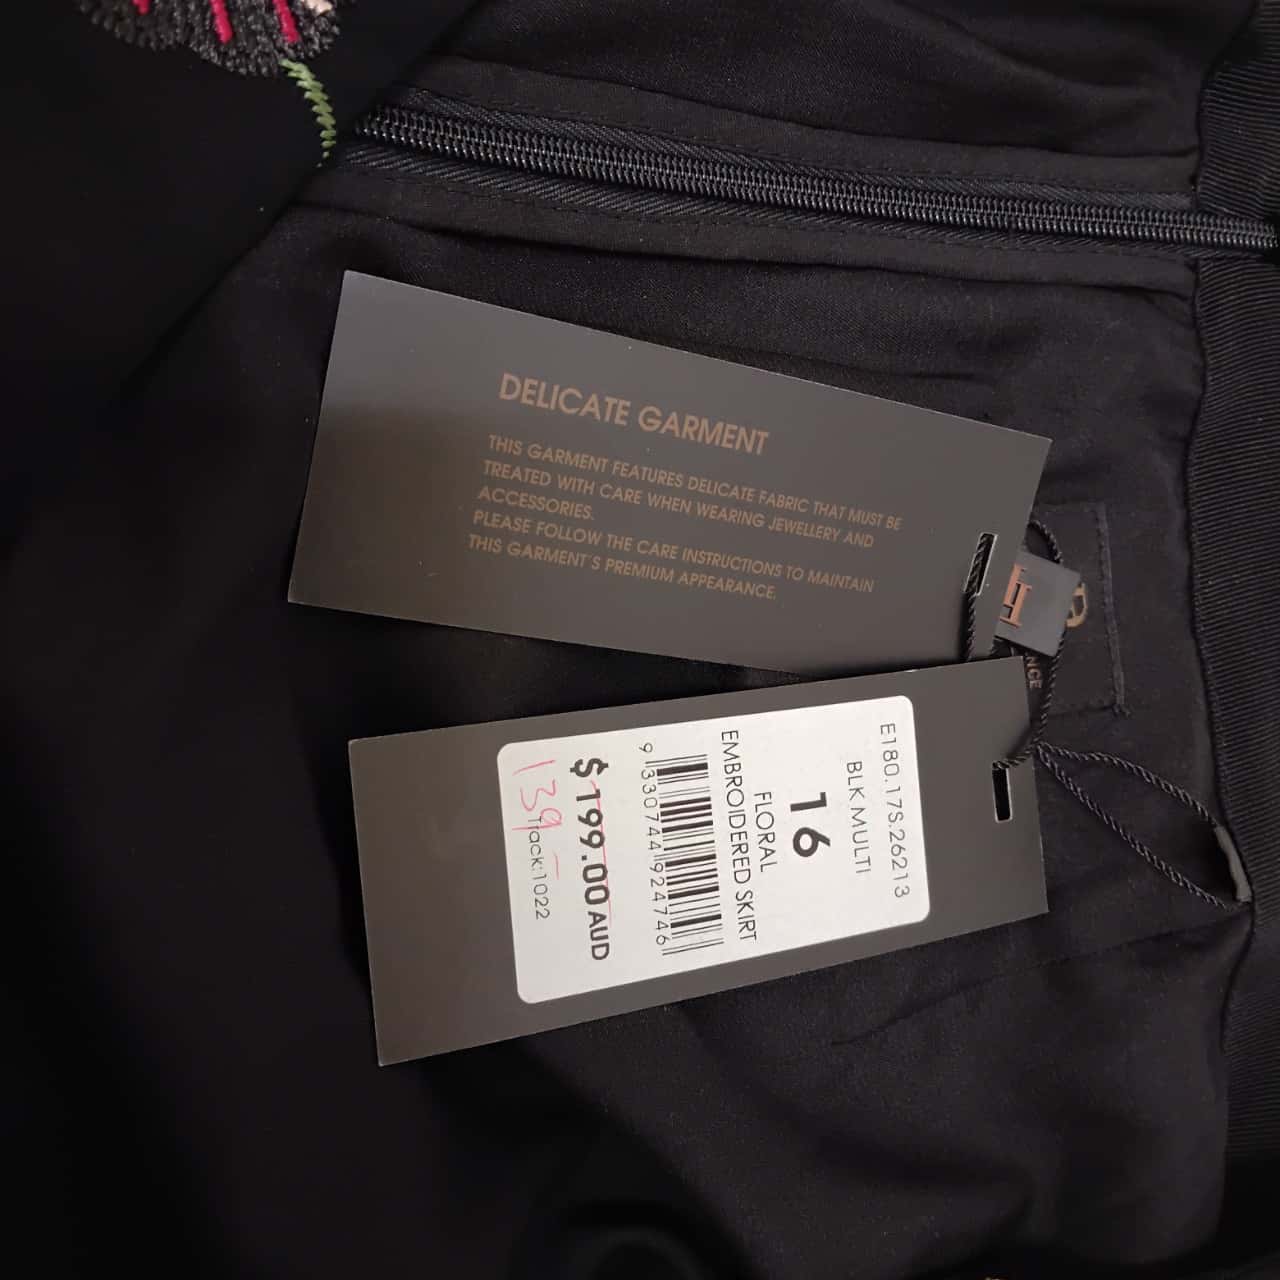 DELICATE GARMENT
THIS GARMENT FEATURES DELICATE FABRIC THAT MUST BE
TREATED WITH CARE WHEN WEARING JEWELLERY AND
ACCESSORIES.
PLEASE FOLLOW THE CARE INSTRUCTIONS TO MAINTAIN
THIS GARMENT'S PREMIUM APPEARANCE.
E180.17S.26213
BLK MULTI
16
FLORAL
EMBROIDERED SKIRT
9 330744 924746
$199.00 AUD
139-
Track:1022